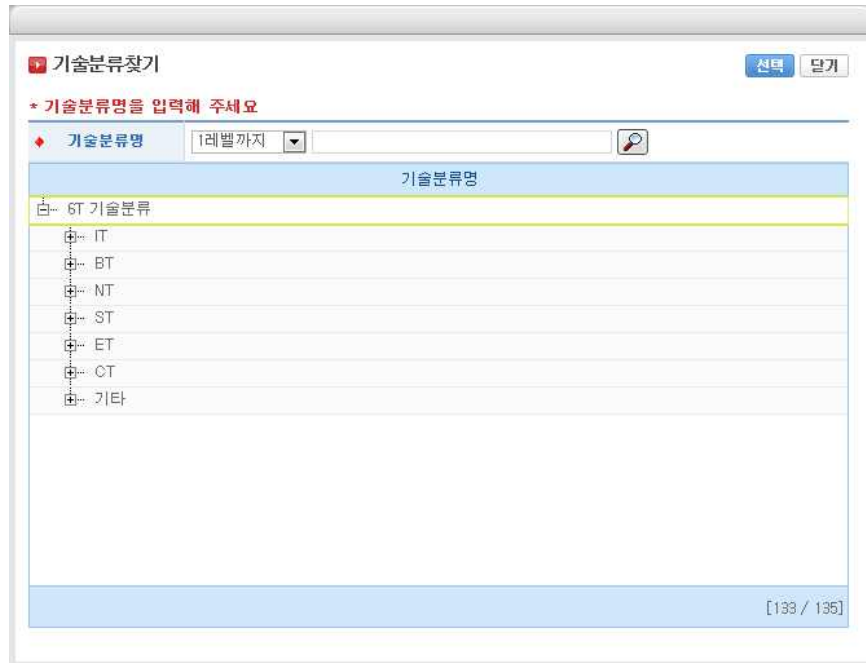 기술분류찾기
선택 닫기
* 기술분류명을 입력해 주세요
기술분류명 1레벨까지
기술분류명
6T 기술분류
IT
BT
NT
ST
ET
CT
기타
[133 / 135]